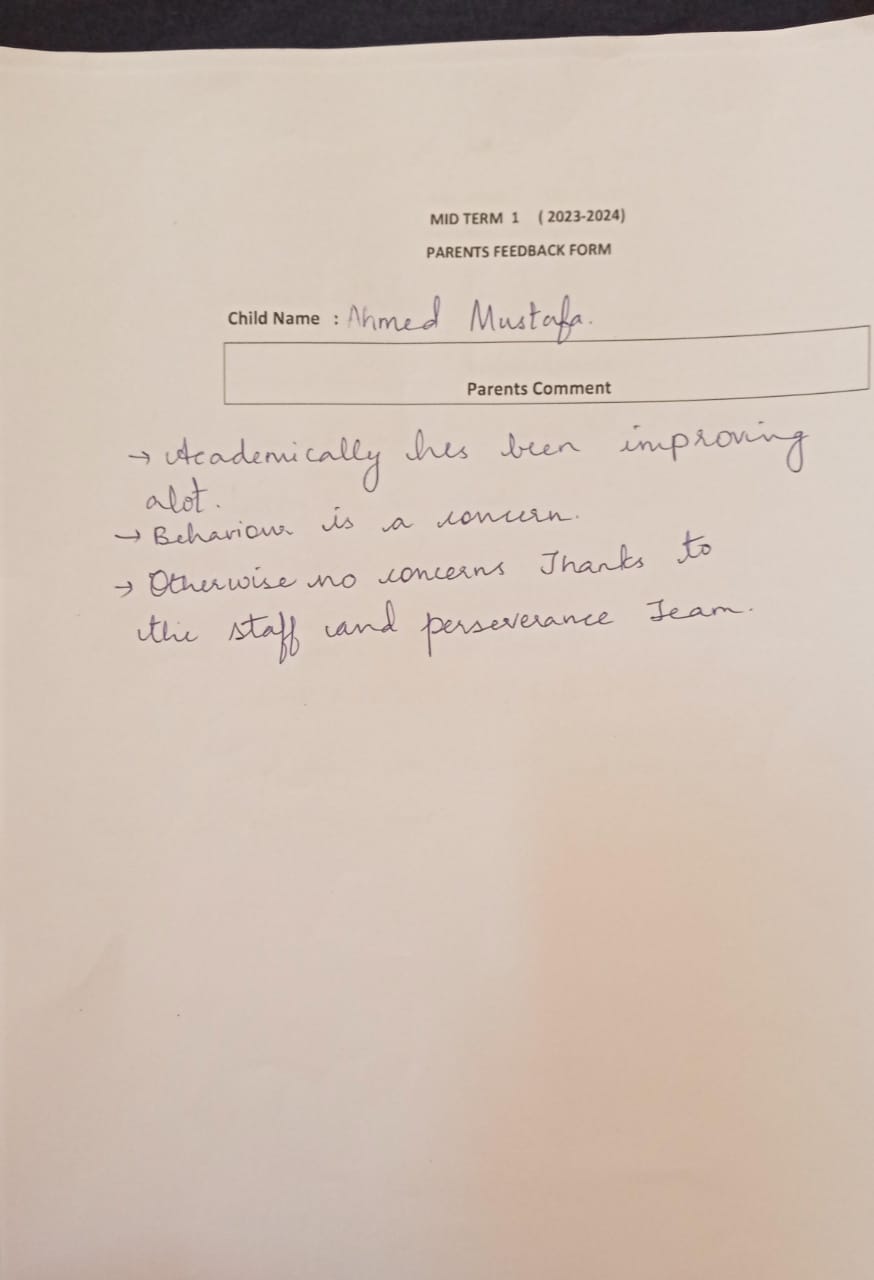 MID TERM 1 ( 2023-2024)
PARENTS FEEDBACK FORM
Child Name : Ahmed Mustafa.
Parents Comment
→ Academically hes been improving
alot.
→ Behaviour is a concern.
→ Otherwise no concerns Thanks to
the staff and perseverance Team.